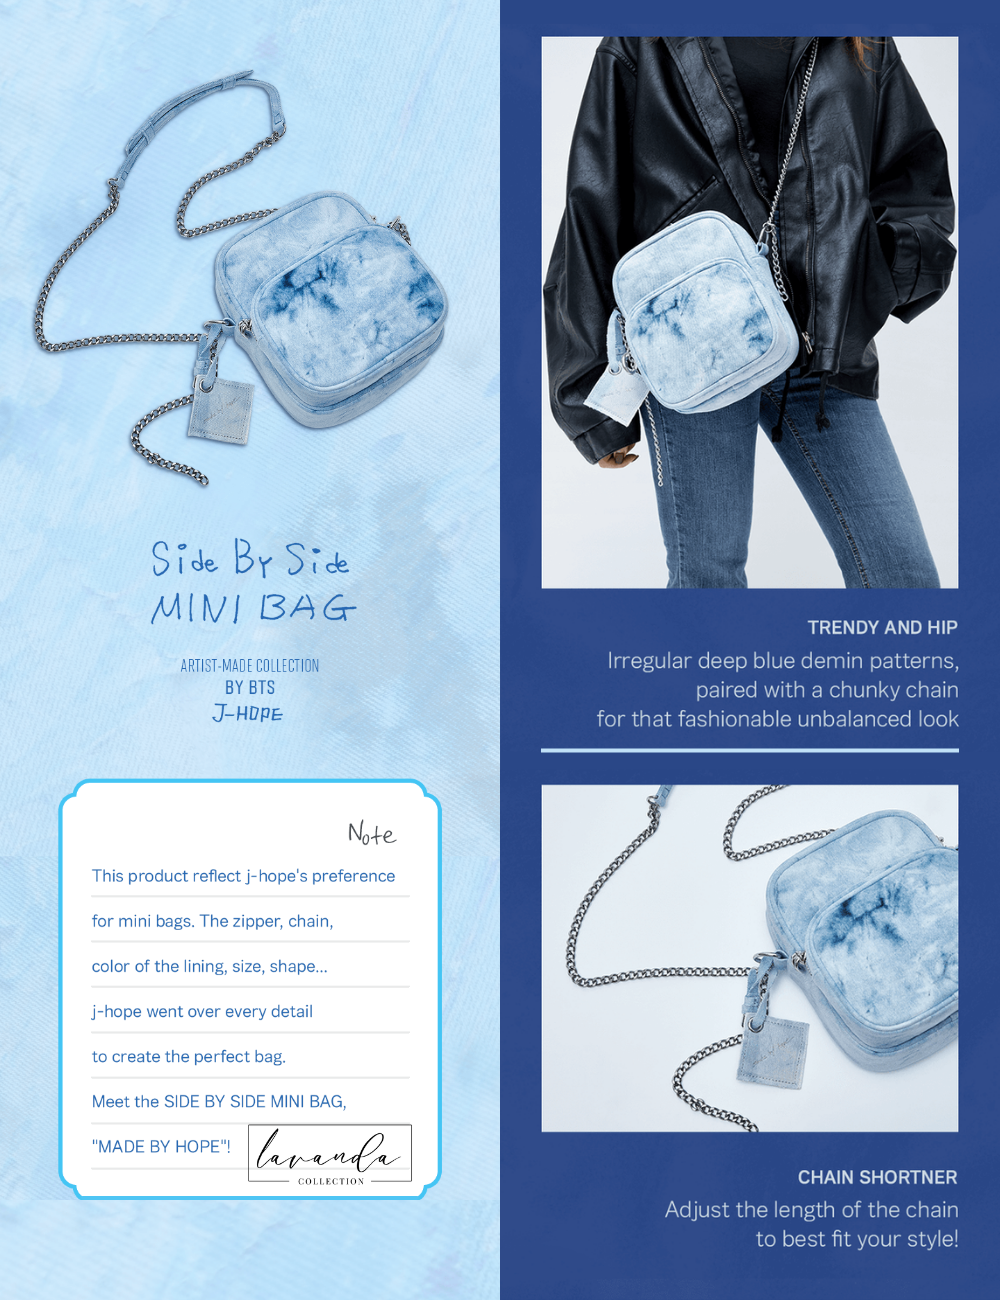 Side By Side
MINI BAG
ARTIST-MADE COLLECTION
BY BTS
J-HOPE
Note
This product reflect j-hope's preference
for mini bags. The zipper, chain,
color of the lining, size, shape...
j-hope went over every detail
to create the perfect bag.
Meet the SIDE BY SIDE MINI BAG,
"MADE BY HOPE"!
lavanda
COLLECTION
TRENDY AND HIP
Irregular deep blue demin patterns,
paired with a chunky chain
for that fashionable unbalanced look
CHAIN SHORTNER
Adjust the length of the chain
to best fit your style!